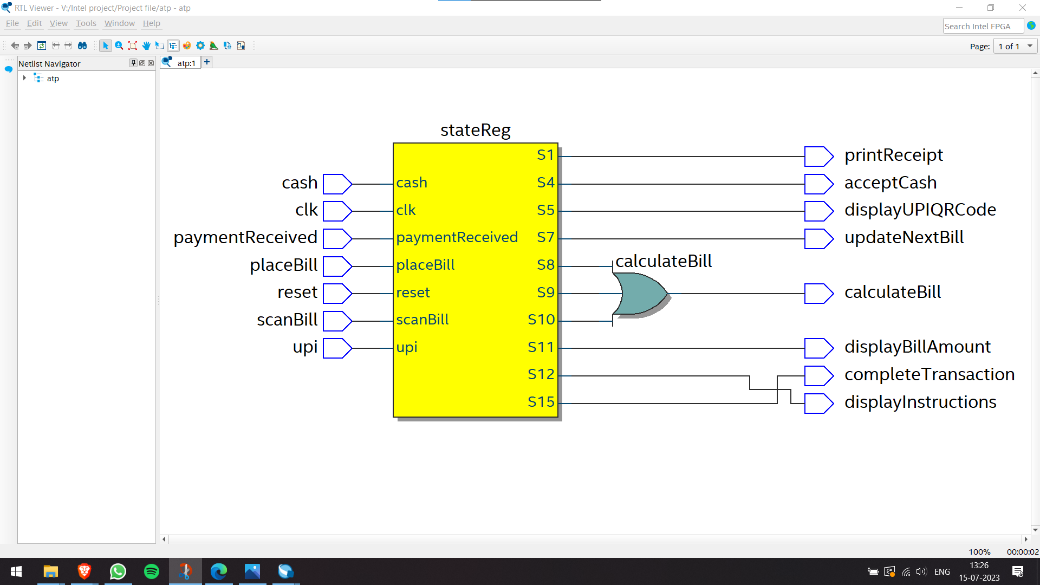 RTL Viewer - V:/Intel project/Project file/atp - atp
File Edit View Tools Window Help
Search Intel FPGA
Page: 1 of 1
Netlist Navigator
atp:1
atp
stateReg
S1 printReceipt
cash cash S4 acceptCash
clk clk S5 displayUPIQRCode
paymentReceived paymentReceived S7 updateNextBill
calculateBill
placeBill placeBill S8
reset reset S9 calculateBill
scanBill scanBill S10
upi upi S11 displayBillAmount
S12 completeTransaction
S15 displayInstructions
100% 00:00:02
ENG
13:26
15-07-2023